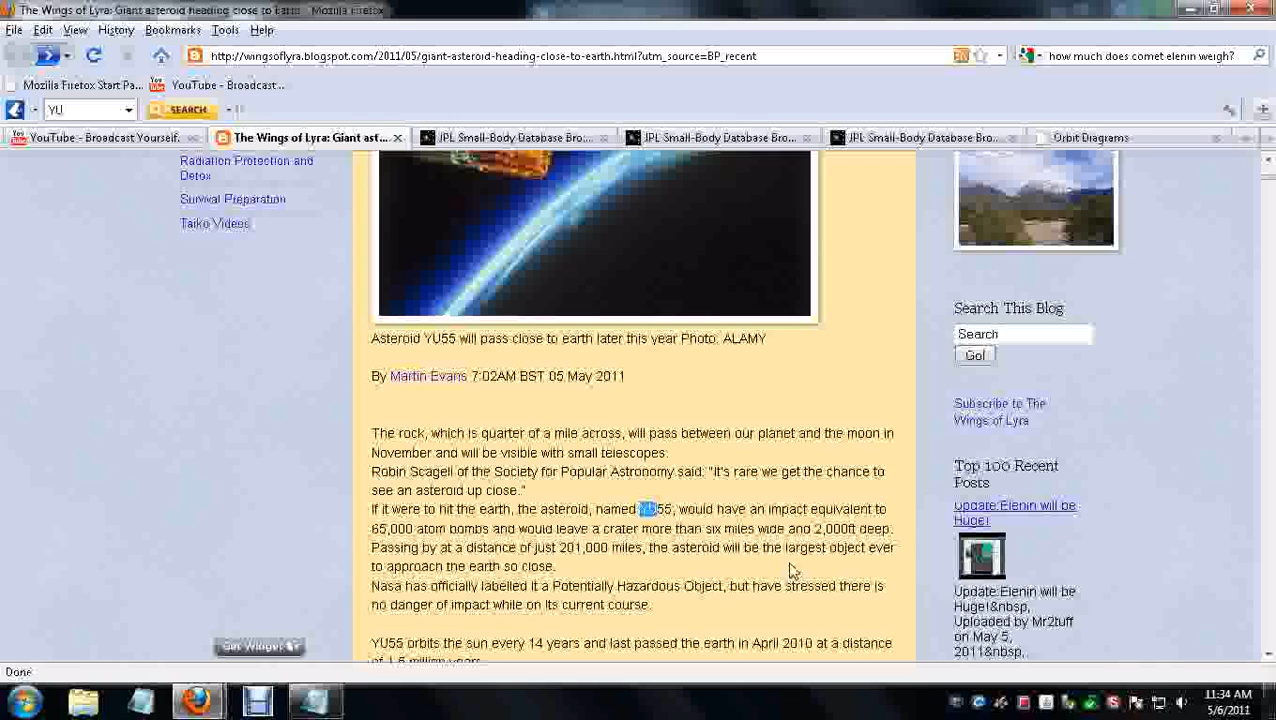 The Wings of Lyra: Giant asteroid heading close to Earth - Mozilla Firefox
File Edit View History Bookmarks Tools Help
http://wingsoflyra.blogspot.com/2011/05/giant-asteroid-heading-close-to-earth.html?utm_source=BP_recent
how much does comet elenin weigh?
Mozilla Firefox Start Pa... YouTube - Broadcast ...
YU SEARCH
YouTube - Broadcast Yourself. The Wings of Lyra: Giant ast... JPL Small-Body Database Bro... JPL Small-Body Database Bro... JPL Small-Body Database Bro... Orbit Diagrams
Radiation Protection and
Detox
Survival Preparation
Taiko Videos
Asteroid YU55 will pass close to earth later this year Photo: ALAMY
By Martin Evans 7:02AM BST 05 May 2011
The rock, which is quarter of a mile across, will pass between our planet and the moon in
November and will be visible with small telescopes.
Robin Scagell of the Society for Popular Astronomy said: "It's rare we get the chance to
see an asteroid up close."
If it were to hit the earth, the asteroid, named YU55, would have an impact equivalent to
65,000 atom bombs and would leave a crater more than six miles wide and 2,000ft deep.
Passing by at a distance of just 201,000 miles, the asteroid will be the largest object ever
to approach the earth so close.
Nasa has officially labelled it a Potentially Hazardous Object, but have stressed there is
no danger of impact while on its current course.
YU55 orbits the sun every 14 years and last passed the earth in April 2010 at a distance
of 1.5 million years.
Search This Blog
Search
Go!
Subscribe to The
Wings of Lyra
Top 100 Recent
Posts
Update:Elenin will be
Huge!
Update:Elenin will be
Huge!&nbsp,
Uploaded by Mr2tuff
on May 5,
2011&nbsp,
Get Widget
Done
11:34 AM
5/6/2011